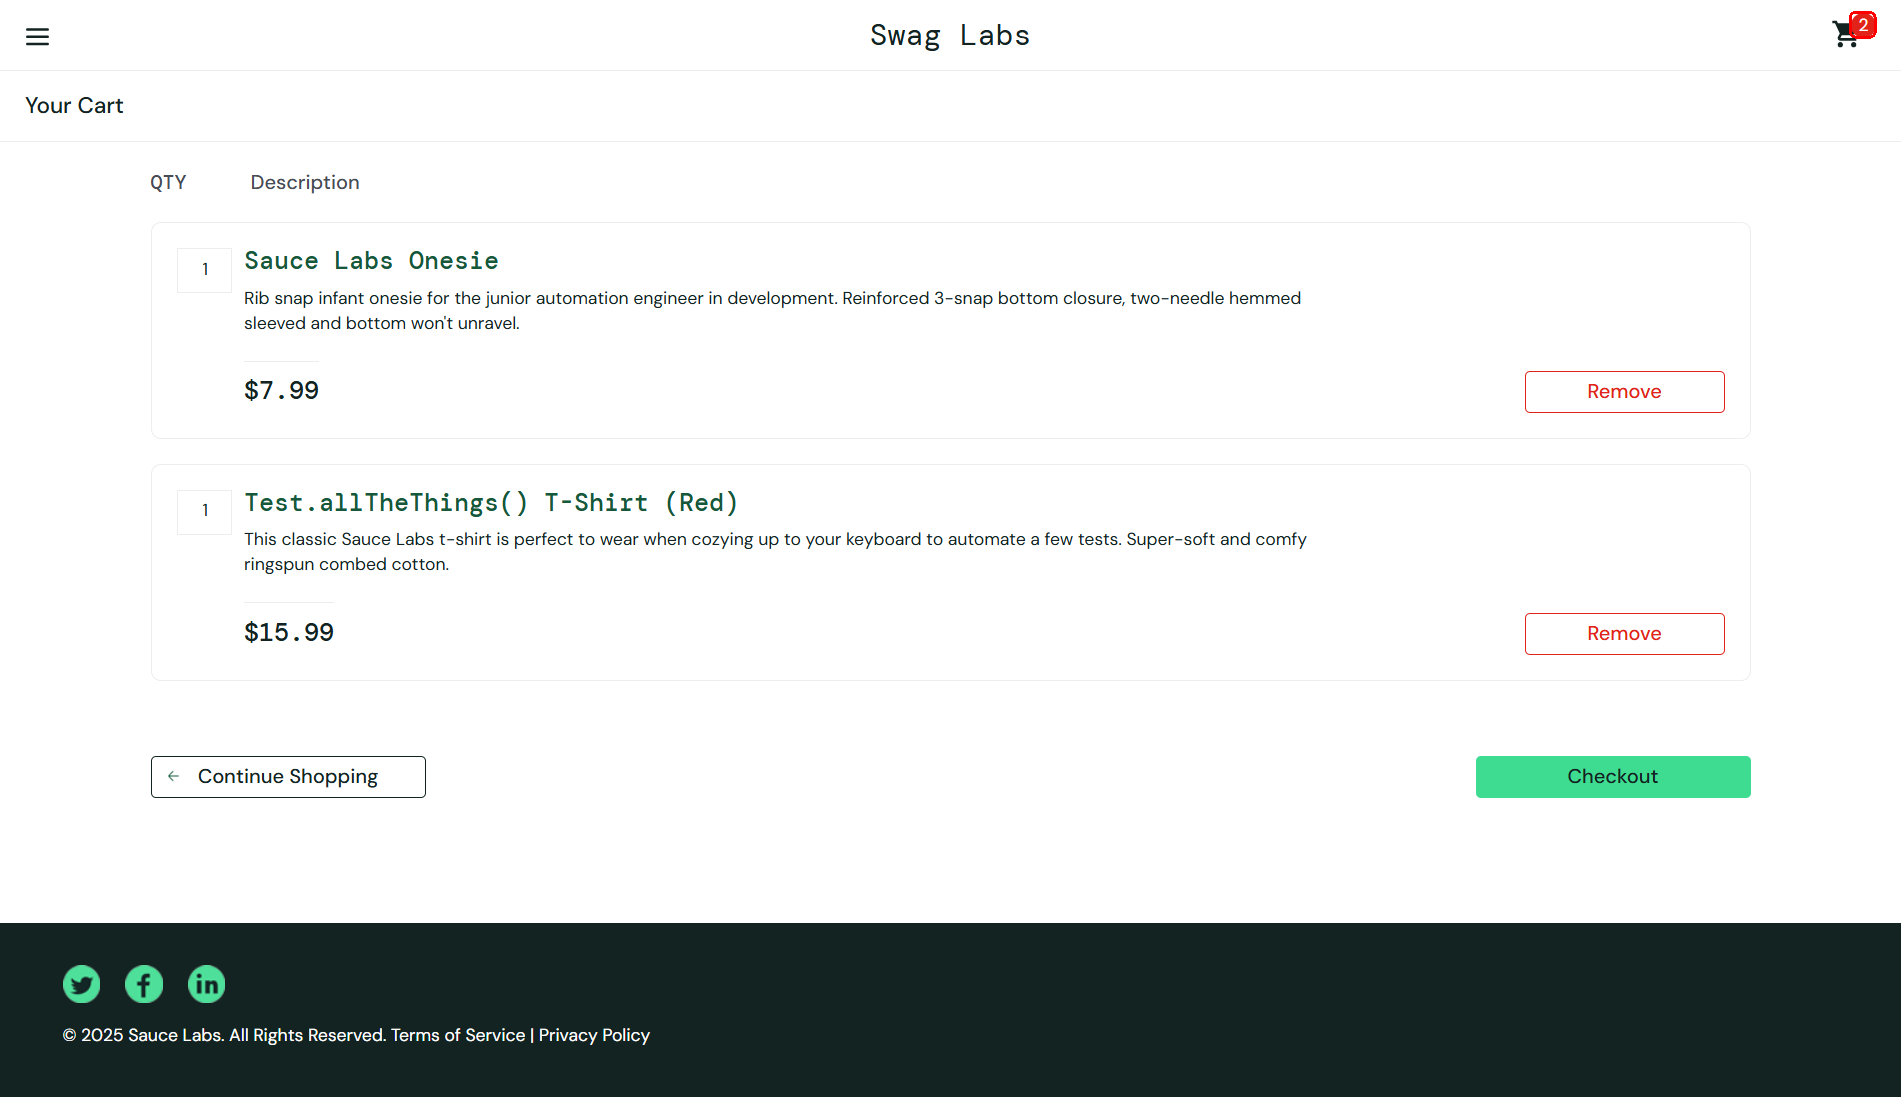 Swag Labs
2
Your Cart
QTY Description
1
Sauce Labs Onesie
Rib snap infant onesie for the junior automation engineer in development. Reinforced 3-snap bottom closure, two-needle hemmed
sleeved and bottom won't unravel.
$7.99
Remove
1
Test.allTheThings() T-Shirt (Red)
This classic Sauce Labs t-shirt is perfect to wear when cozying up to your keyboard to automate a few tests. Super-soft and comfy
ringspun combed cotton.
$15.99
Remove
Continue Shopping
Checkout
© 2025 Sauce Labs. All Rights Reserved. Terms of Service | Privacy Policy